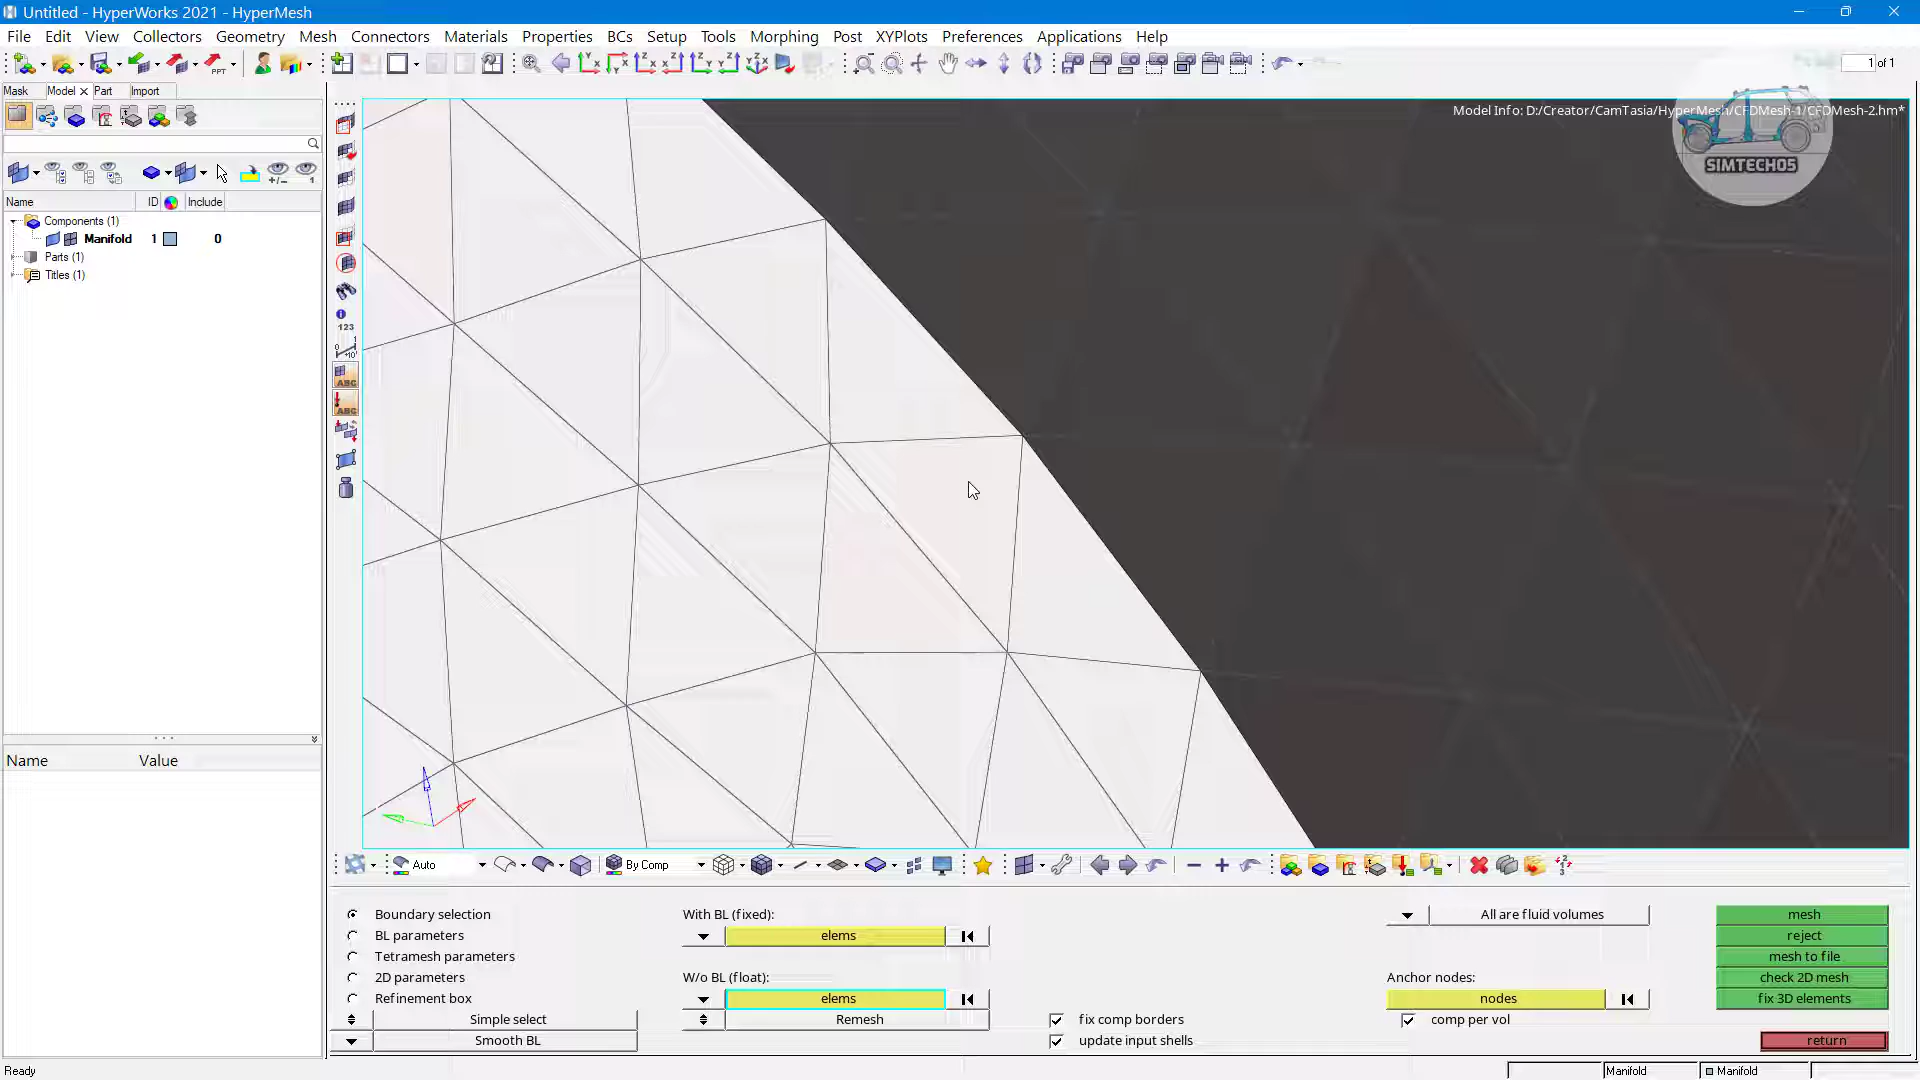 Untitled - HyperWorks 2021 - HyperMesh
File Edit View Collectors Geometry Mesh Connectors Materials Properties BCs Setup Tools Morphing Post XYPlots Preferences Applications Help
PPT
1 of 1
Mask Model Part Import
Model Info: D:/Creator/CamTasia/HyperMesh/CFDMesh-1/CFDMesh-2.hm*
SIMTECH05
Name ID Include
Components (1)
Manifold 1 0
Parts (1)
Titles (1)
123
ABC
ABC
Name Value
Auto By Comp
Boundary selection
BL parameters
Tetramesh parameters
2D parameters
Refinement box
Simple select
Smooth BL
With BL (fixed):
elems
W/o BL (float):
elems
Remesh
fix comp borders
update input shells
All are fluid volumes
Anchor nodes:
nodes
comp per vol
mesh
reject
mesh to file
check 2D mesh
fix 3D elements
return
Ready Manifold Manifold